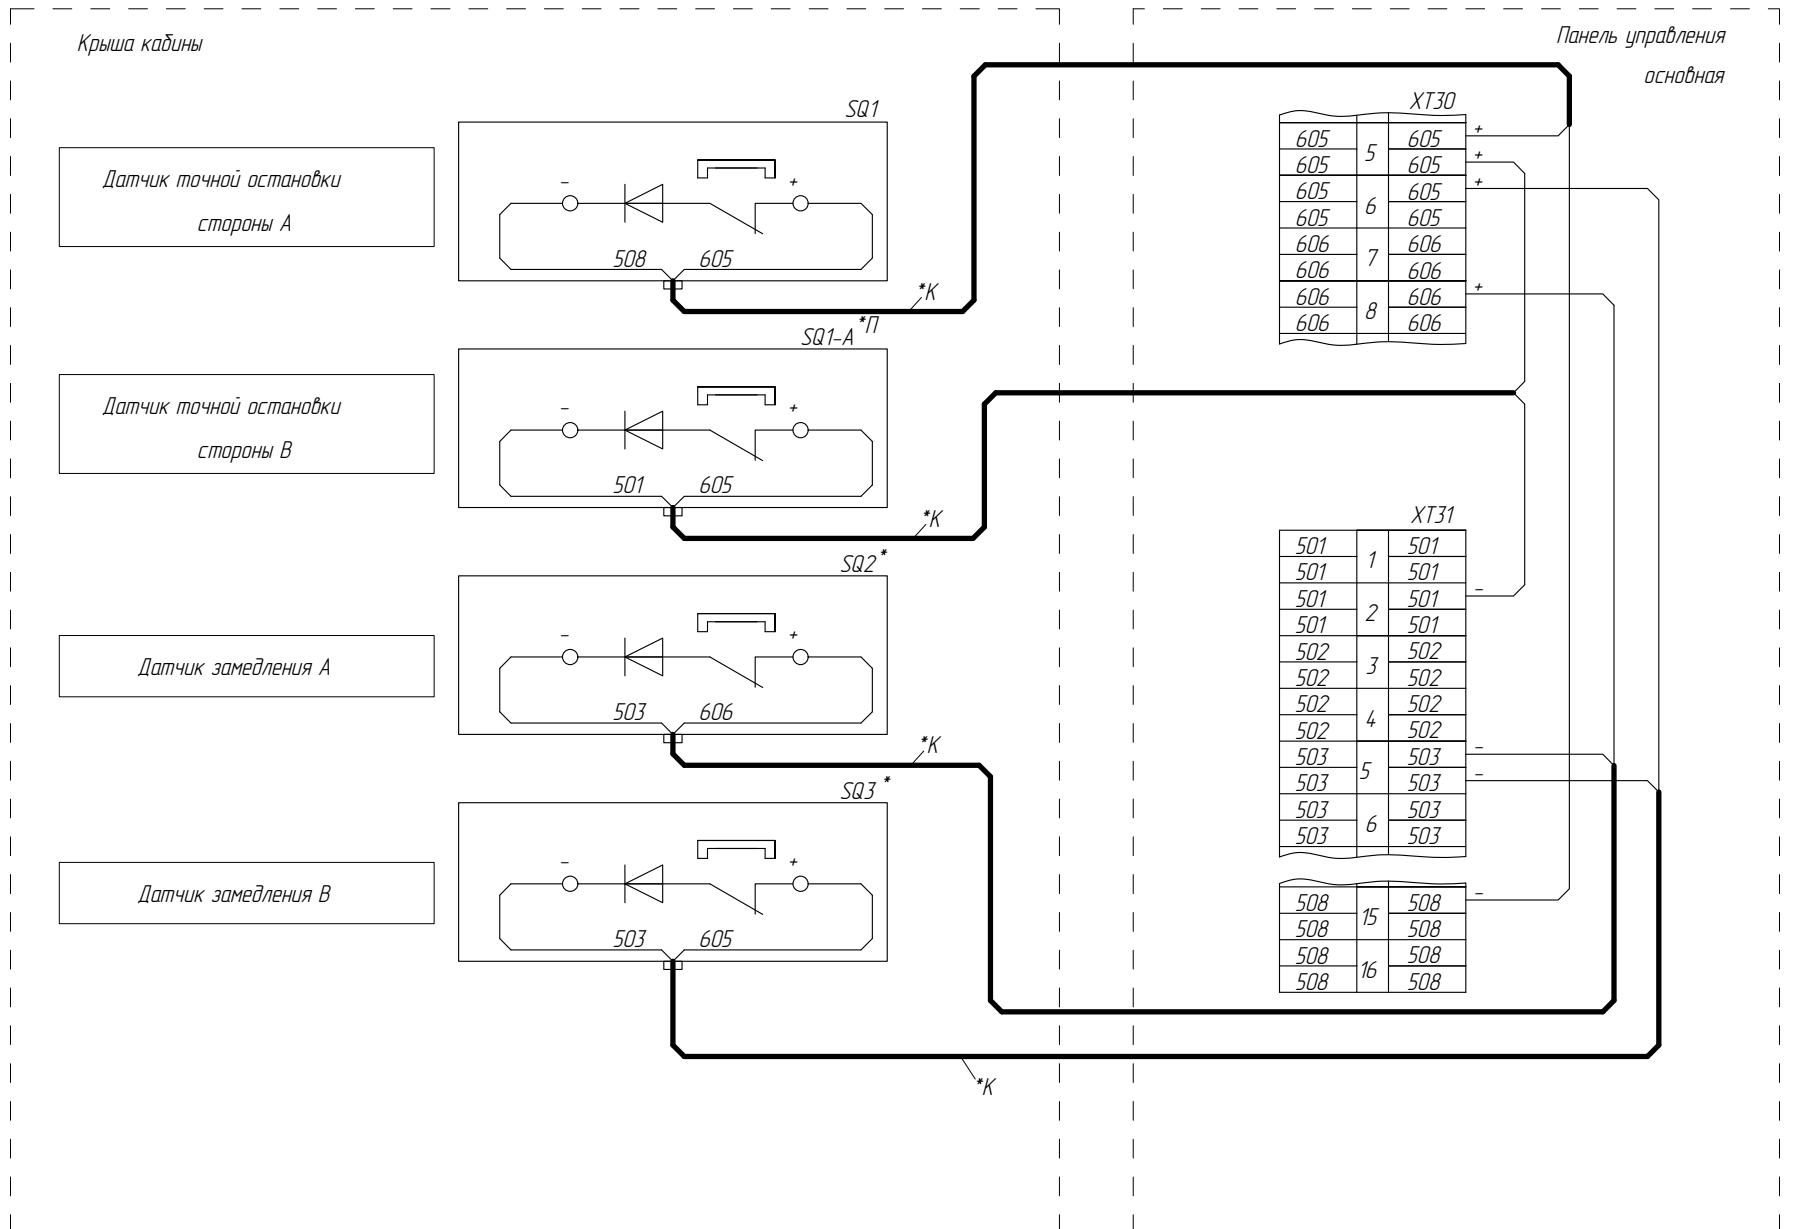 Крыша кабины
Панель управления
основная
SQ1
Датчик точной остановки
стороны А
-
+
508
605
*К
*П
SQ1-А
Датчик точной остановки
стороны В
-
+
501
605
*К
SQ2*
Датчик замедления А
-
+
503
606
*К
SQ3*
Датчик замедления В
-
+
503
605
*К
XT30
605 5 605 +
605 605 +
605 6 605 +
605 605
606 7 606
606 606
606 8 606 +
606 606
XT31
501 1 501
501 501
501 2 501 -
501 501
502 3 502
502 502
502 4 502
502 502
503 5 503 -
503 503 -
503 6 503
503 503
508 15 508 -
508 508
508 16 508
508 508